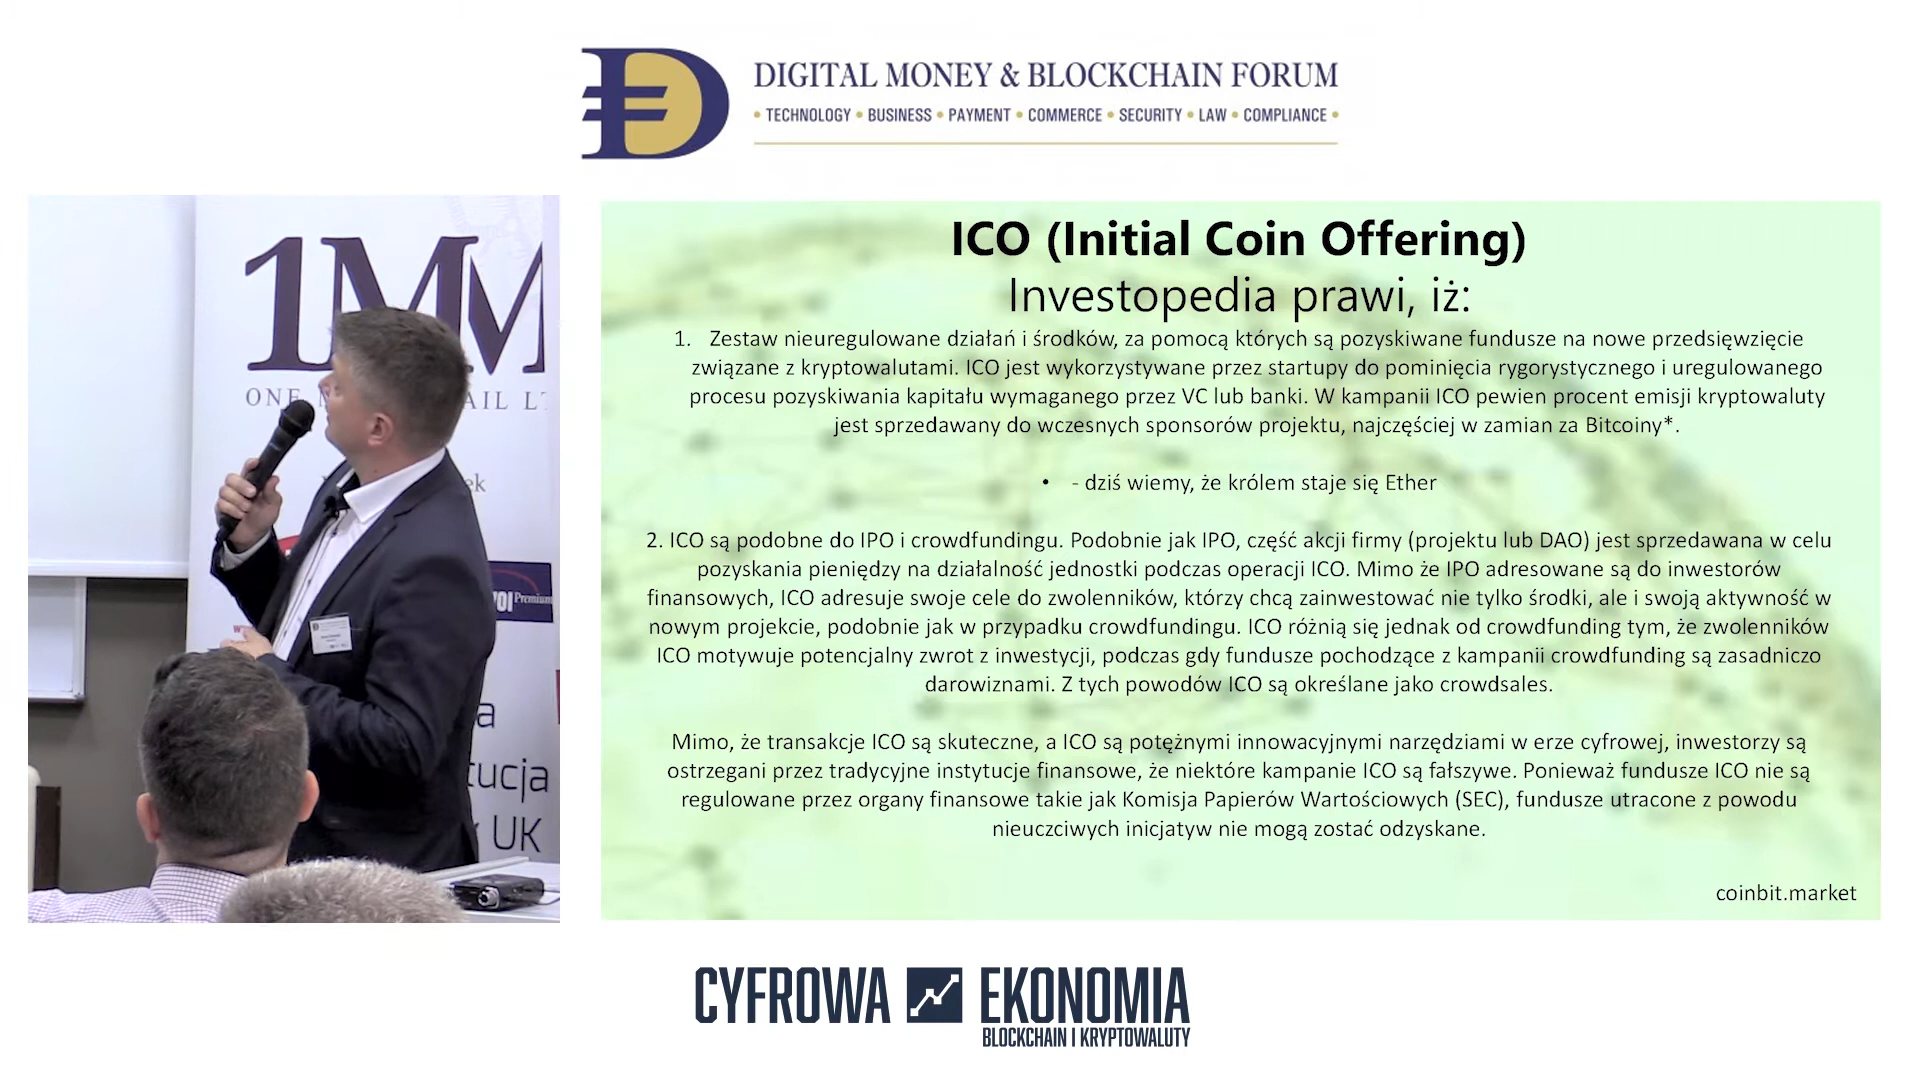 DIGITAL MONEY & BLOCKCHAIN FORUM
• TECHNOLOGY • BUSINESS • PAYMENT • COMMERCE • SECURITY • LAW • COMPLIANCE •
1MM
ONE
AIL LT
ek
Premium
a
tucja
UK
ICO (Initial Coin Offering)
Investopedia prawi, iż:
1. Zestaw nieuregulowane działań i środków, za pomocą których są pozyskiwane fundusze na nowe przedsięwzięcie
związane z kryptowalutami. ICO jest wykorzystywane przez startupy do pominięcia rygorystycznego i uregulowanego
procesu pozyskiwania kapitału wymaganego przez VC lub banki. W kampanii ICO pewien procent emisji kryptowaluty
jest sprzedawany do wczesnych sponsorów projektu, najczęściej w zamian za Bitcoiny*.
• - dziś wiemy, że królem staje się Ether
2. ICO są podobne do IPO i crowdfundingu. Podobnie jak IPO, część akcji firmy (projektu lub DAO) jest sprzedawana w celu
pozyskania pieniędzy na działalność jednostki podczas operacji ICO. Mimo że IPO adresowane są do inwestorów
finansowych, ICO adresuje swoje cele do zwolenników, którzy chcą zainwestować nie tylko środki, ale i swoją aktywność w
nowym projekcie, podobnie jak w przypadku crowdfundingu. ICO różnią się jednak od crowdfunding tym, że zwolenników
ICO motywuje potencjalny zwrot z inwestycji, podczas gdy fundusze pochodzące z kampanii crowdfunding są zasadniczo
darowiznami. Z tych powodów ICO są określane jako crowdsales.
Mimo, że transakcje ICO są skuteczne, a ICO są potężnymi innowacyjnymi narzędziami w erze cyfrowej, inwestorzy są
ostrzegani przez tradycyjne instytucje finansowe, że niektóre kampanie ICO są fałszywe. Ponieważ fundusze ICO nie są
regulowane przez organy finansowe takie jak Komisja Papierów Wartościowych (SEC), fundusze utracone z powodu
nieuczciwych inicjatyw nie mogą zostać odzyskane.
coinbit.market
CYFROWA EKONOMIA
BLOCKCHAIN I KRYPTOWALUTY